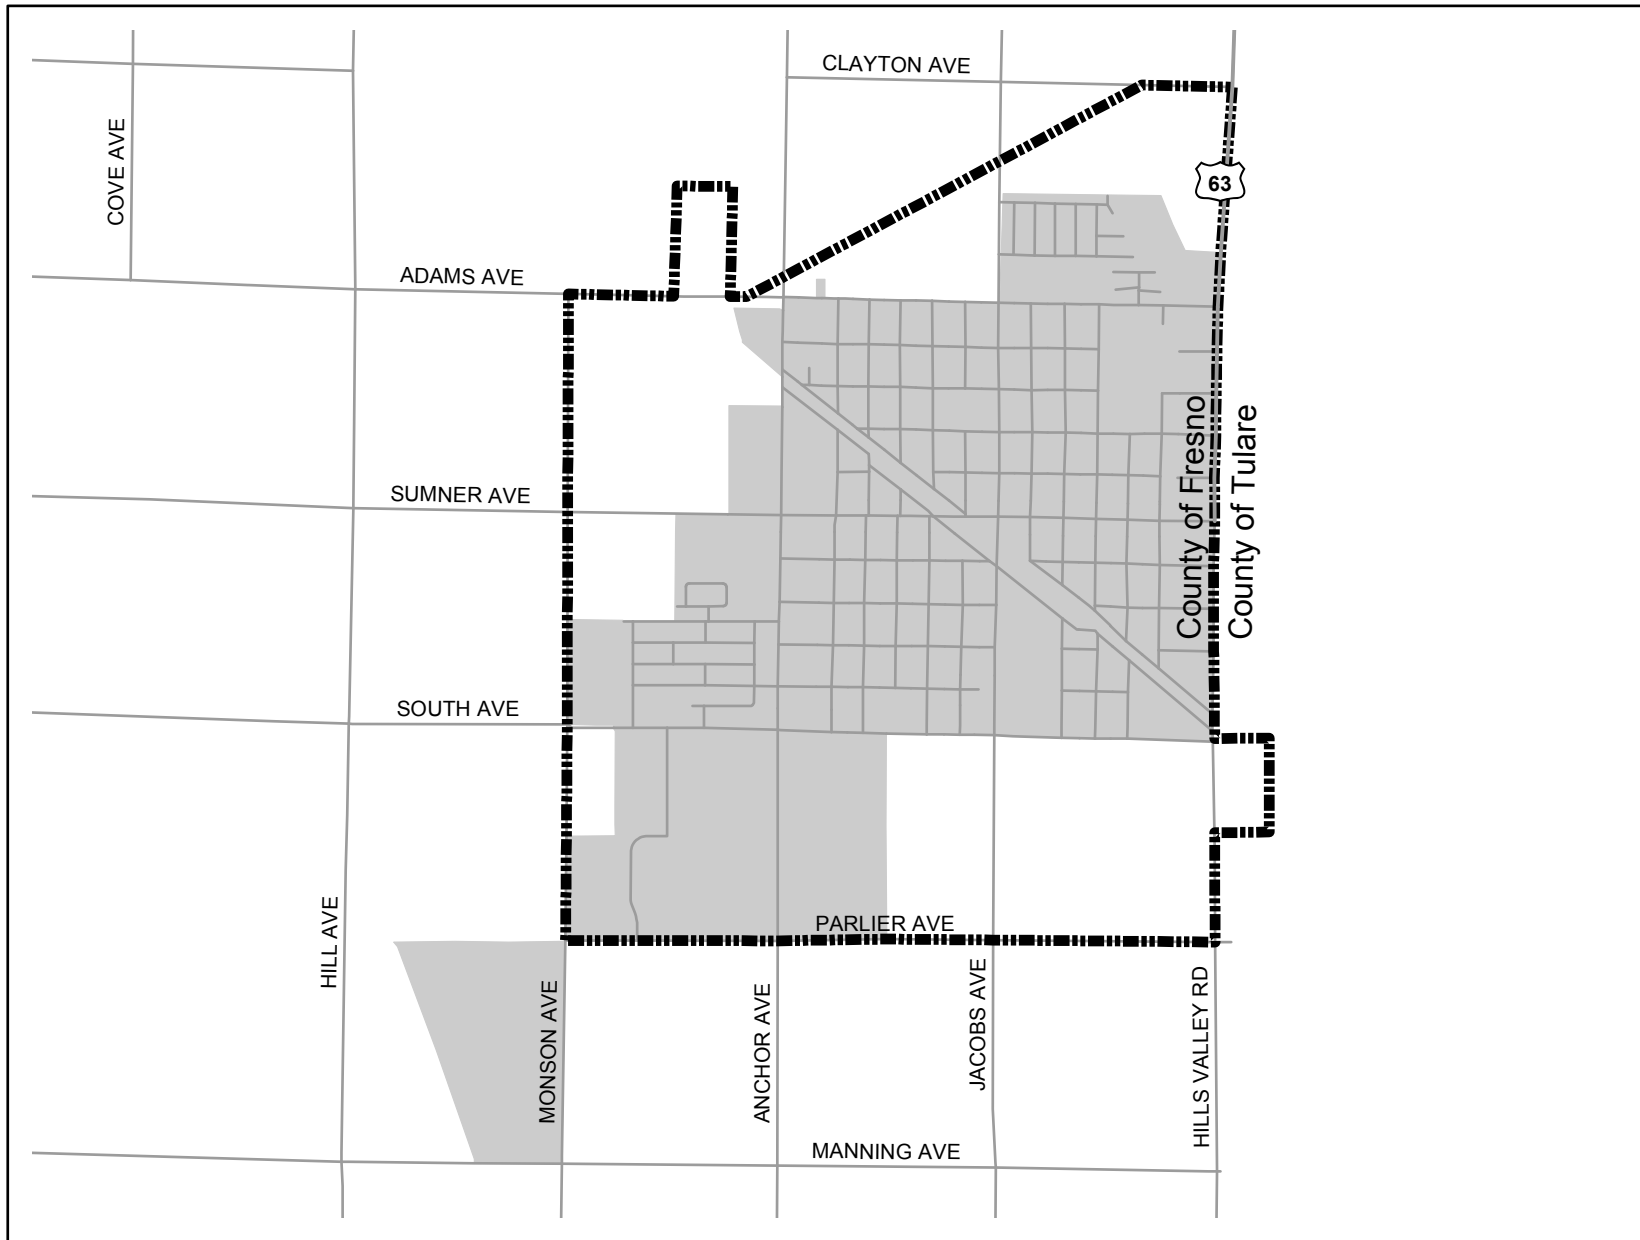 CLAYTON AVE
COVE AVE
63
ADAMS AVE
County of Fresno
County of Tulare
SUMNER AVE
SOUTH AVE
PARLIER AVE
HILL AVE
MONSON AVE
ANCHOR AVE
JACOBS AVE
HILLS VALLEY RD
MANNING AVE